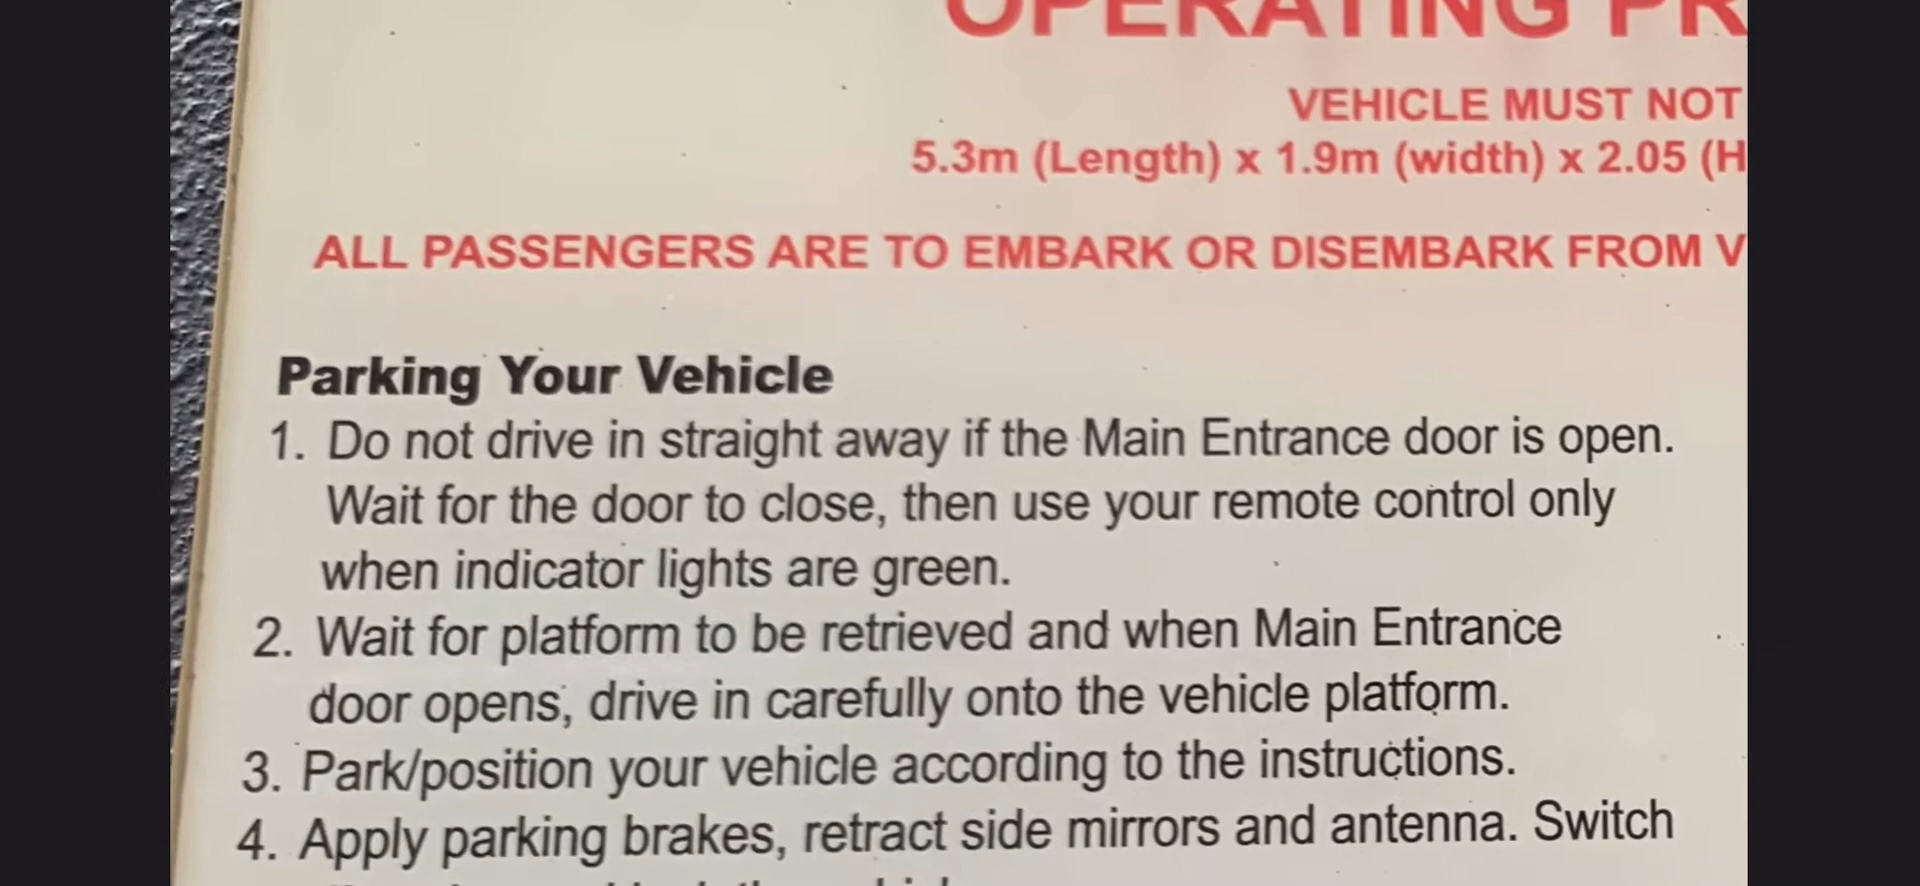 OPERATING PR
VEHICLE MUST NOT
5.3m (Length) x 1.9m (width) x 2.05 (H
ALL PASSENGERS ARE TO EMBARK OR DISEMBARK FROM V
Parking Your Vehicle
1. Do not drive in straight away if the Main Entrance door is open.
Wait for the door to close, then use your remote control only
when indicator lights are green.
2. Wait for platform to be retrieved and when Main Entrance
door opens, drive in carefully onto the vehicle platform.
3. Park/position your vehicle according to the instructions.
4. Apply parking brakes, retract side mirrors and antenna. Switch